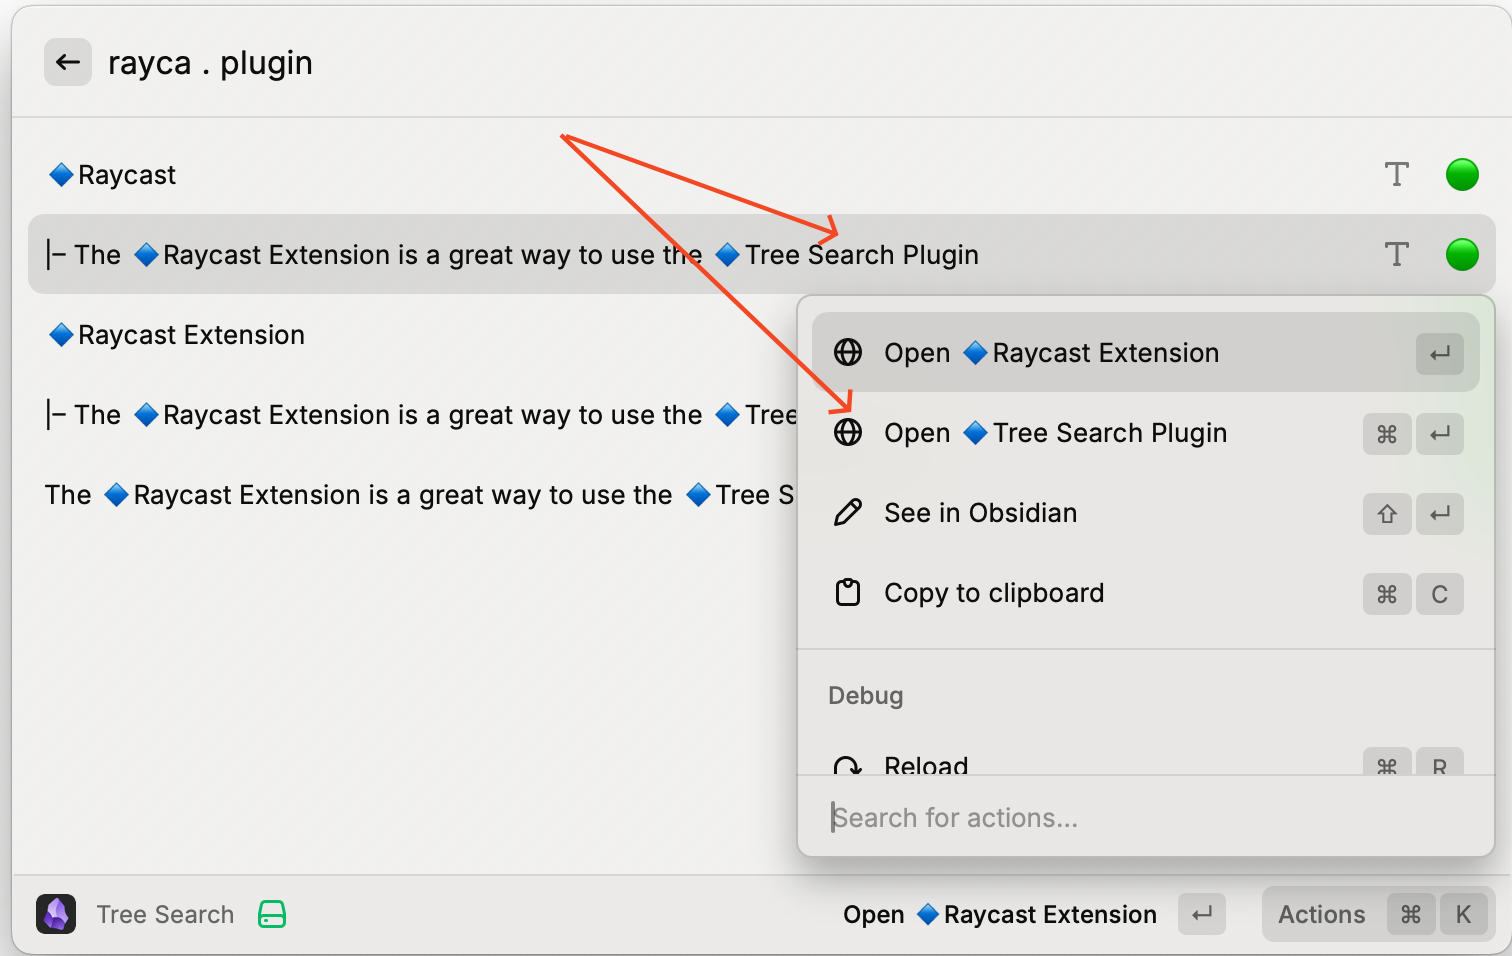 rayca . plugin
🔷Raycast
|– The 🔷Raycast Extension is a great way to use the 🔷Tree Search Plugin
🔷Raycast Extension
|– The 🔷Raycast Extension is a great way to use the 🔷Tree
The 🔷Raycast Extension is a great way to use the 🔷Tree S
Open 🔷Raycast Extension ↵
Open 🔷Tree Search Plugin ⌘ ↵
See in Obsidian ⇧ ↵
Copy to clipboard ⌘ C
Debug
Reload ⌘ R
Search for actions...
Tree Search
Open 🔷Raycast Extension ↵
Actions ⌘ K